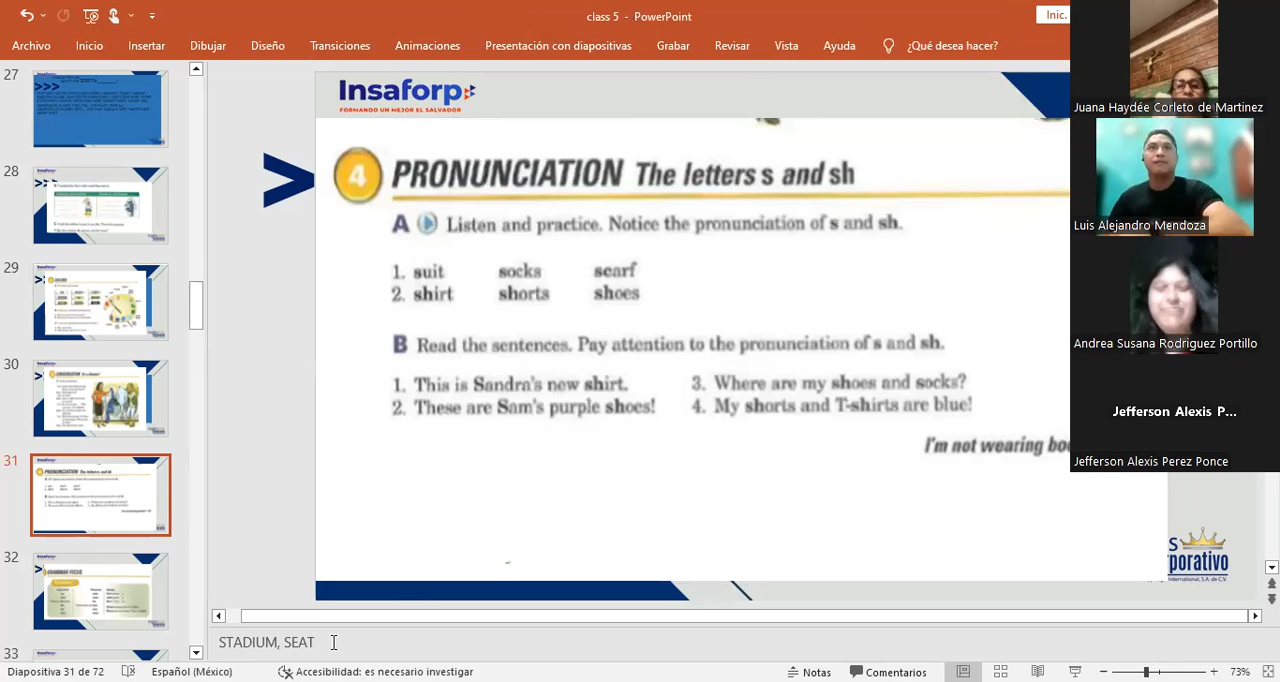 class 5 - PowerPoint
Inic.
Archivo Inicio Insertar Dibujar Diseño Transiciones Animaciones Presentación con diapositivas Grabar Revisar Vista Ayuda ¿Qué desea hacer?
27
28
29
30
31
32
33
Insaforp
FORMANDO UN MEJOR EL SALVADOR
4 PRONUNCIATION The letters s and sh
A Listen and practice. Notice the pronunciation of s and sh.
1. suit socks scarf
2. shirt shorts shoes
B Read the sentences. Pay attention to the pronunciation of s and sh.
1. This is Sandra's new shirt. 3. Where are my shoes and socks?
2. These are Sam's purple shoes! 4. My shorts and T-shirts are blue!
I'm not wearing
s
porativo
International, S.A. de C.V.
Juana Haydée Corleto de Martinez
Luis Alejandro Mendoza
Andrea Susana Rodriguez Portillo
Jefferson Alexis P...
Jefferson Alexis Perez Ponce
STADIUM, SEAT
Diapositiva 31 de 72 Español (México) Accesibilidad: es necesario investigar Notas Comentarios 73%